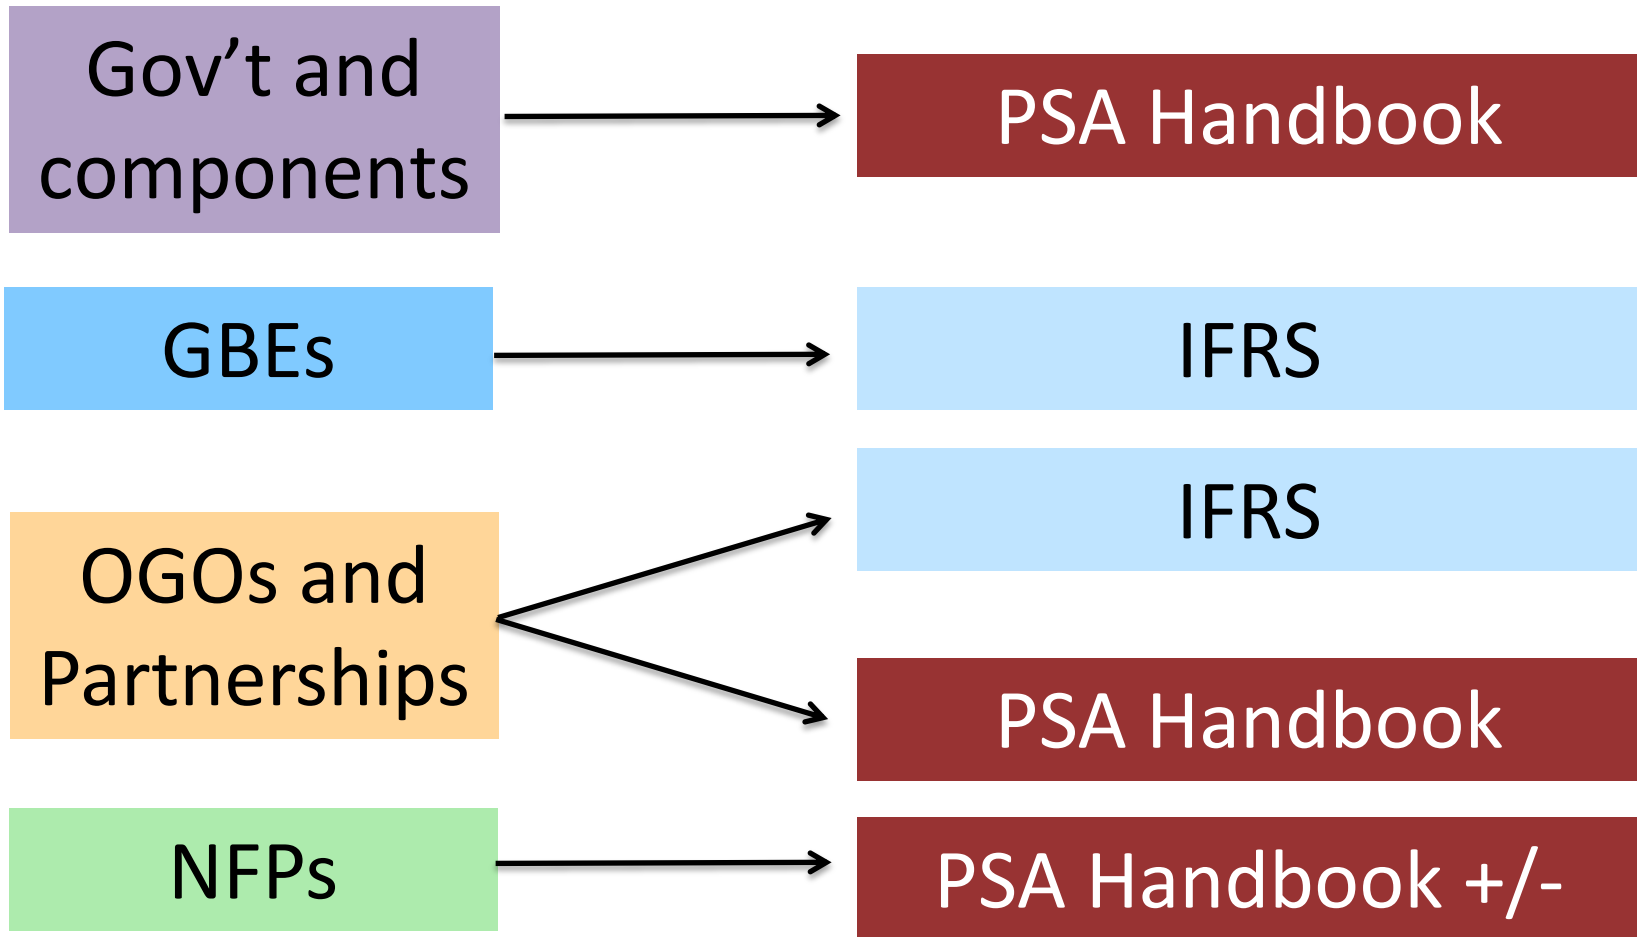 Gov’t and
components
PSA Handbook
GBEs
IFRS
OGOs and
Partnerships
IFRS
PSA Handbook
NFPs
PSA Handbook +/-